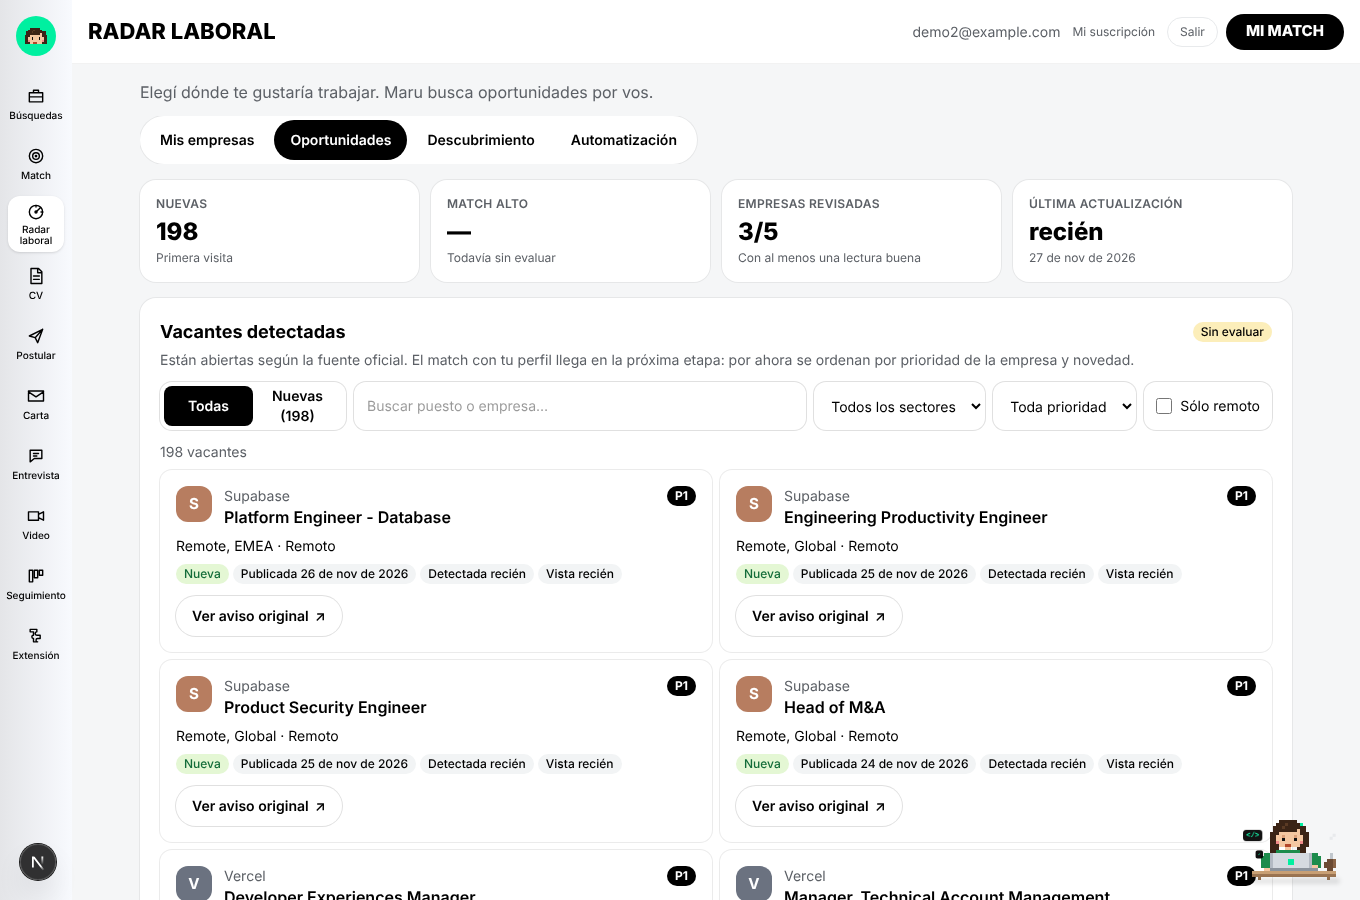 RADAR LABORAL
demo2@example.com
Mi suscripción
Salir
MI MATCH
Búsquedas
Match
Radar
laboral
CV
Postular
Carta
Entrevista
Video
Seguimiento
Extensión
N
Elegí dónde te gustaría trabajar. Maru busca oportunidades por vos.
Mis empresas
Oportunidades
Descubrimiento
Automatización
NUEVAS
198
Primera visita
MATCH ALTO
—
Todavía sin evaluar
EMPRESAS REVISADAS
3/5
Con al menos una lectura buena
ÚLTIMA ACTUALIZACIÓN
recién
27 de nov de 2026
Vacantes detectadas
Sin evaluar
Están abiertas según la fuente oficial. El match con tu perfil llega en la próxima etapa: por ahora se ordenan por prioridad de la empresa y novedad.
Todas
Nuevas
(198)
Buscar puesto o empresa...
Todos los sectores
Toda prioridad
Sólo remoto
198 vacantes
S
Supabase
P1
Platform Engineer - Database
Remote, EMEA · Remoto
Nueva
Publicada 26 de nov de 2026
Detectada recién
Vista recién
Ver aviso original ↗
S
Supabase
P1
Engineering Productivity Engineer
Remote, Global · Remoto
Nueva
Publicada 25 de nov de 2026
Detectada recién
Vista recién
Ver aviso original ↗
S
Supabase
P1
Product Security Engineer
Remote, Global · Remoto
Nueva
Publicada 25 de nov de 2026
Detectada recién
Vista recién
Ver aviso original ↗
S
Supabase
P1
Head of M&A
Remote, Global · Remoto
Nueva
Publicada 24 de nov de 2026
Detectada recién
Vista recién
Ver aviso original ↗
V
Vercel
P1
Developer Experiences Manager
V
Vercel
P1
Manager, Technical Account Management
</>